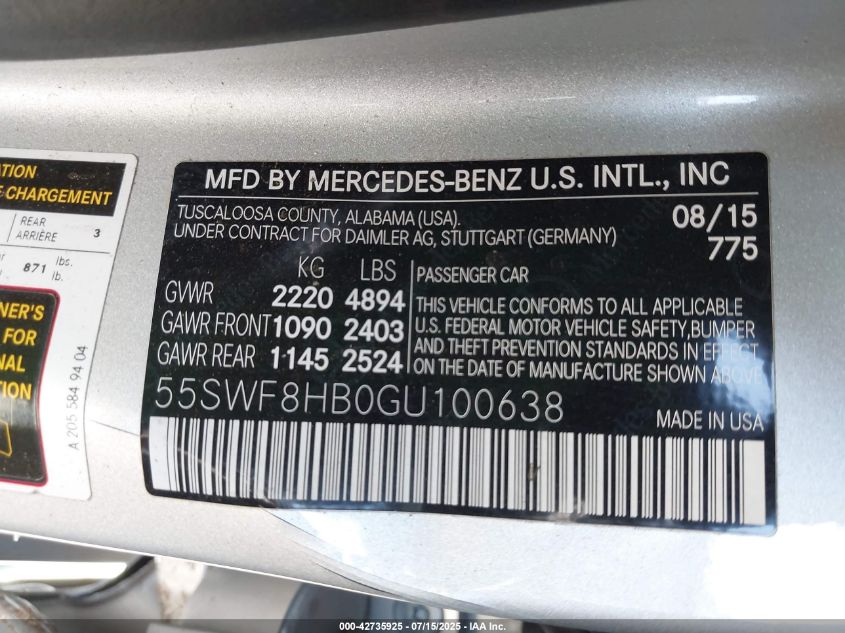 ATION
E CHARGEMENT
REAR
ARRIÈRE 3
871 lbs.
lb.
NER'S
FOR
NAL
ATION
A 205 584 94 04
MFD BY MERCEDES-BENZ U.S. INTL., INC
TUSCALOOSA COUNTY, ALABAMA (USA). 08/15
UNDER CONTRACT FOR DAIMLER AG, STUTTGART (GERMANY) 775
KG LBS PASSENGER CAR
GVWR 2220 4894
GAWR FRONT 1090 2403
GAWR REAR 1145 2524
THIS VEHICLE CONFORMS TO ALL APPLICABLE
U.S. FEDERAL MOTOR VEHICLE SAFETY,BUMPER
AND THEFT PREVENTION STANDARDS IN EFFECT
ON THE DATE OF MANUFACTURE SHOWN ABOVE
55SWF8HB0GU100638 MADE IN USA
000-42735925 - 07/15/2025 - IAA Inc.